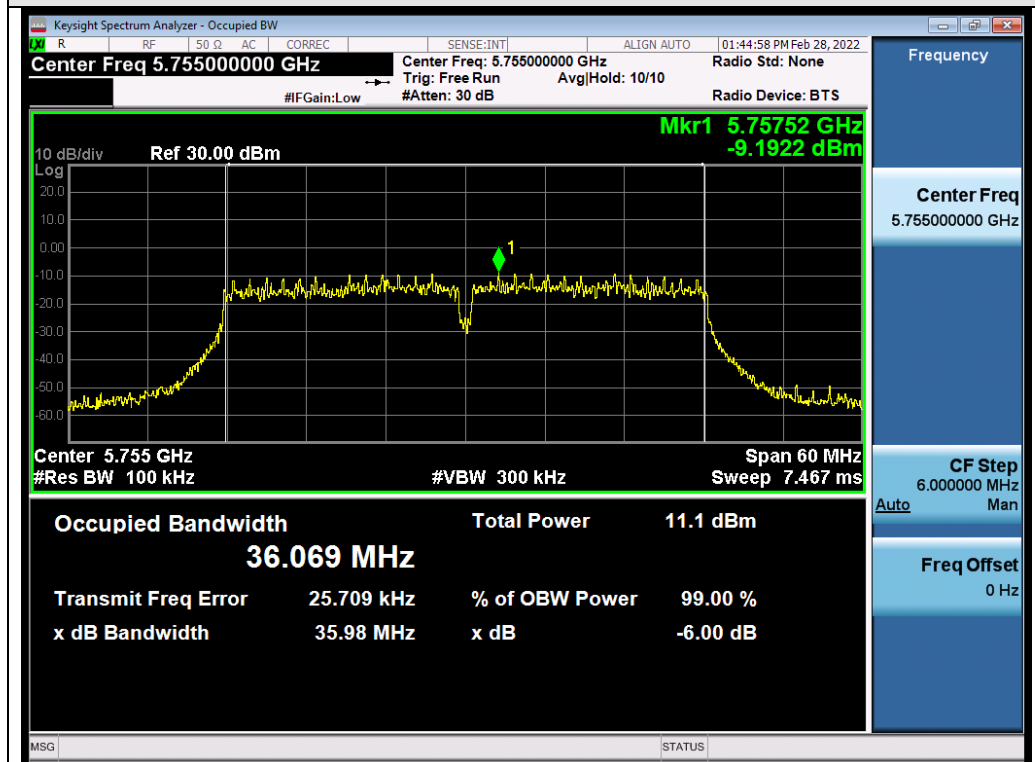 Keysight Spectrum Analyzer - Occupied BW
LXI R RF 50 Ω AC CORREC SENSE:INT ALIGN AUTO 01:44:58 PM Feb 28, 2022
Center Freq 5.755000000 GHz
Center Freq: 5.755000000 GHz Radio Std: None
Trig: Free Run Avg|Hold: 10/10
#IFGain:Low #Atten: 30 dB Radio Device: BTS
Mkr1 5.75752 GHz
-9.1922 dBm
10 dB/div Ref 30.00 dBm
Log
20.0
10.0
0.00
-10.0
-20.0
-30.0
-40.0
-50.0
-60.0
1
Center 5.755 GHz Span 60 MHz
#Res BW 100 kHz #VBW 300 kHz Sweep 7.467 ms
Occupied Bandwidth Total Power 11.1 dBm
36.069 MHz
Transmit Freq Error 25.709 kHz % of OBW Power 99.00 %
x dB Bandwidth 35.98 MHz x dB -6.00 dB
Frequency
Center Freq
5.755000000 GHz
CF Step
6.000000 MHz
Auto Man
Freq Offset
0 Hz
MSG STATUS